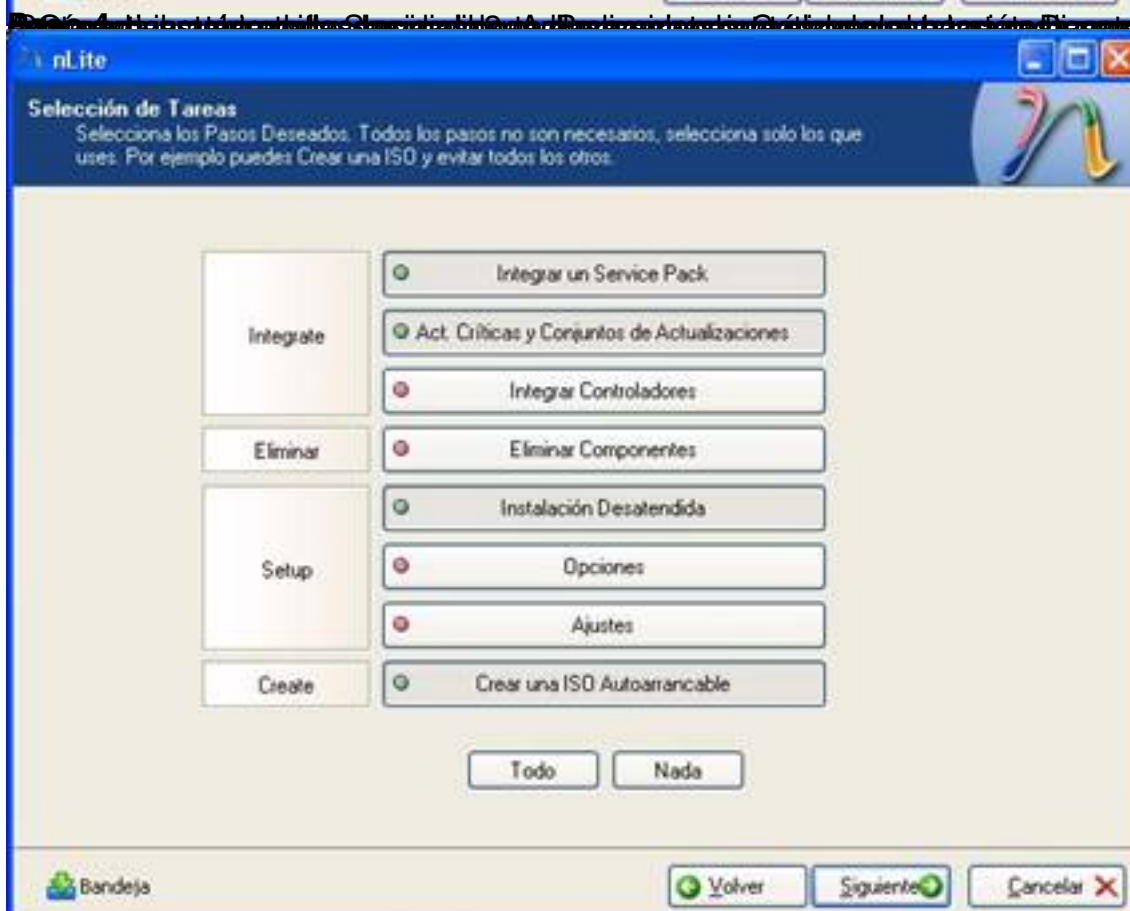 nLite
Selección de Tareas
Selecciona los Pasos Deseados. Todos los pasos no son necesarios, selecciona solo los que
uses. Por ejemplo puedes Crear una ISO y evitar todos los otros.
Integrate
Integrar un Service Pack
Act. Críticas y Conjuntos de Actualizaciones
Integrar Controladores
Eliminar
Eliminar Componentes
Setup
Instalación Desatendida
Opciones
Ajustes
Create
Crear una ISO Autoarrancable
Todo
Nada
Bandeja
Volver
Siguiente
Cancelar